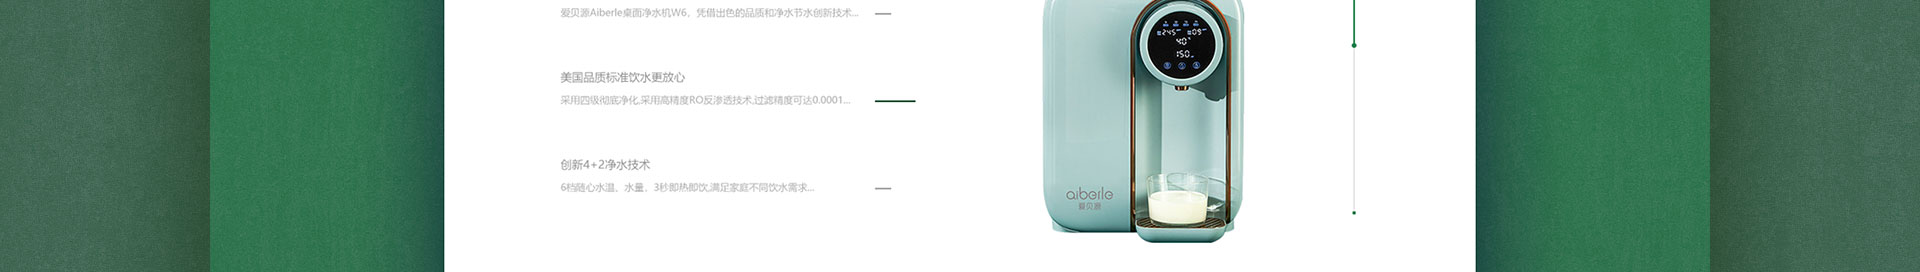 爱贝源Aiberle桌面净水机W6，凭借出色的品质和净水节水创新技术...
美国品质标准饮水更放心
采用四级彻底净化,采用高精度RO反渗透技术,过滤精度可达0.0001...
创新4+2净水技术
6档随心水温、水量、3秒即热即饮,满足家庭不同饮水需求...
245
09
40
150
aiberle
爱贝源